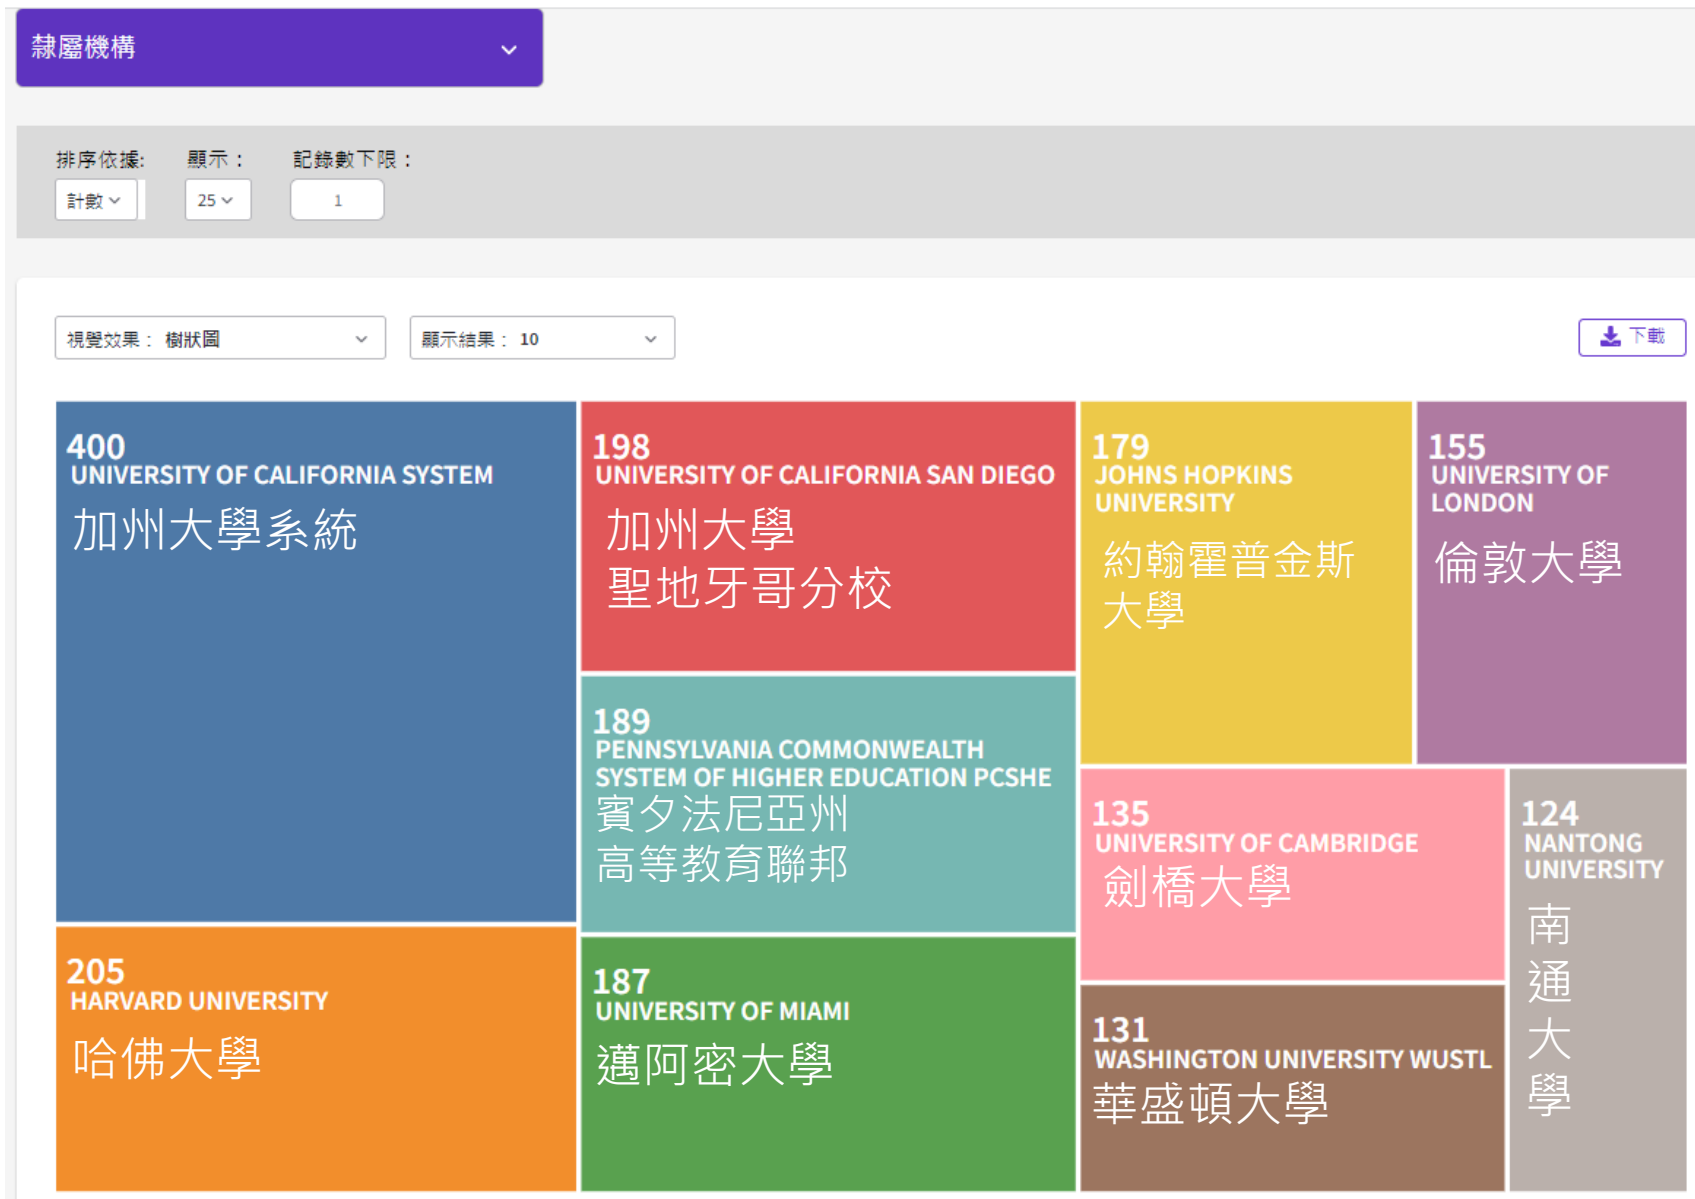 隸屬機構
排序依據: 顯示： 記錄數下限：
計數 25 1
視覺效果： 樹狀圖 顯示結果： 10 下載
400
UNIVERSITY OF CALIFORNIA SYSTEM
加州大學系統
205
HARVARD UNIVERSITY
哈佛大學
198
UNIVERSITY OF CALIFORNIA SAN DIEGO
加州大學
聖地牙哥分校
189
PENNSYLVANIA COMMONWEALTH
SYSTEM OF HIGHER EDUCATION PCSHE
賓夕法尼亞州
高等教育聯邦
187
UNIVERSITY OF MIAMI
邁阿密大學
179
JOHNS HOPKINS
UNIVERSITY
約翰霍普金斯
大學
155
UNIVERSITY OF
LONDON
倫敦大學
135
UNIVERSITY OF CAMBRIDGE
劍橋大學
131
WASHINGTON UNIVERSITY WUSTL
華盛頓大學
124
NANTONG
UNIVERSITY
南通大學